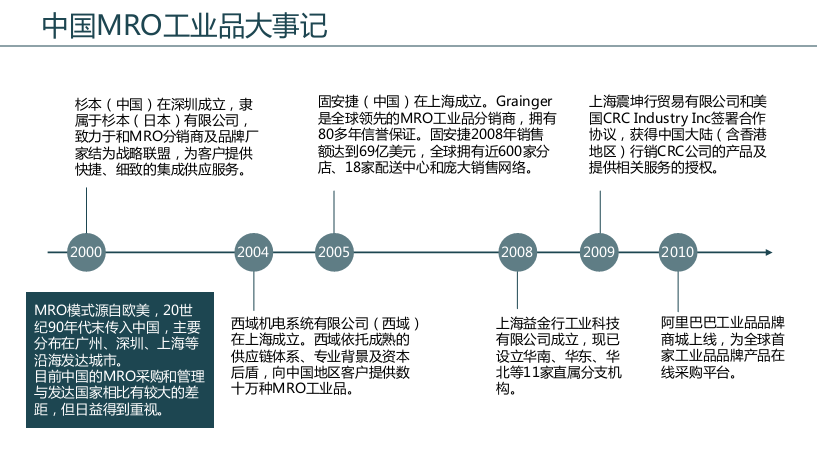 中国MRO工业品大事记
杉本（中国）在深圳成立，隶
属于杉本（日本）有限公司，
致力于和MRO分销商及品牌厂
家结为战略联盟，为客户提供
快捷、细致的集成供应服务。
固安捷（中国）在上海成立。Grainger
是全球领先的MRO工业品分销商，拥有
80多年信誉保证。固安捷2008年销售
额达到69亿美元，全球拥有近600家分
店、18家配送中心和庞大销售网络。
上海震坤行贸易有限公司和美
国CRC Industry Inc签署合作
协议，获得中国大陆（含香港
地区）行销CRC公司的产品及
提供相关服务的授权。
2000
2004
2005
2008
2009
2010
MRO模式源自欧美，20世
纪90年代末传入中国，主要
分布在广州、深圳、上海等
沿海发达城市。
目前中国的MRO采购和管理
与发达国家相比有较大的差
距，但日益得到重视。
西域机电系统有限公司（西域）
在上海成立。西域依托成熟的
供应链体系、专业背景及资本
后盾，向中国地区客户提供数
十万种MRO工业品。
上海益金行工业科技
有限公司成立，现已
设立华南、华东、华
北等11家直属分支机
构。
阿里巴巴工业品品牌
商城上线，为全球首
家工业品品牌产品在
线采购平台。